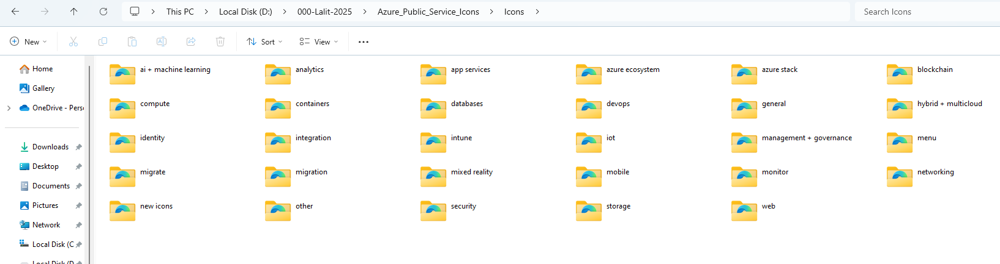 This PC > Local Disk (D:) > 000-Lalit-2025 > Azure_Public_Service_Icons > Icons >
Search Icons
New
Sort
View
Home
Gallery
OneDrive - Perso
Downloads
Desktop
Documents
Pictures
Network
Local Disk (C
Local Disk (D
ai + machine learning
analytics
app services
azure ecosystem
azure stack
blockchain
compute
containers
databases
devops
general
hybrid + multicloud
identity
integration
intune
iot
management + governance
menu
migrate
migration
mixed reality
mobile
monitor
networking
new icons
other
security
storage
web